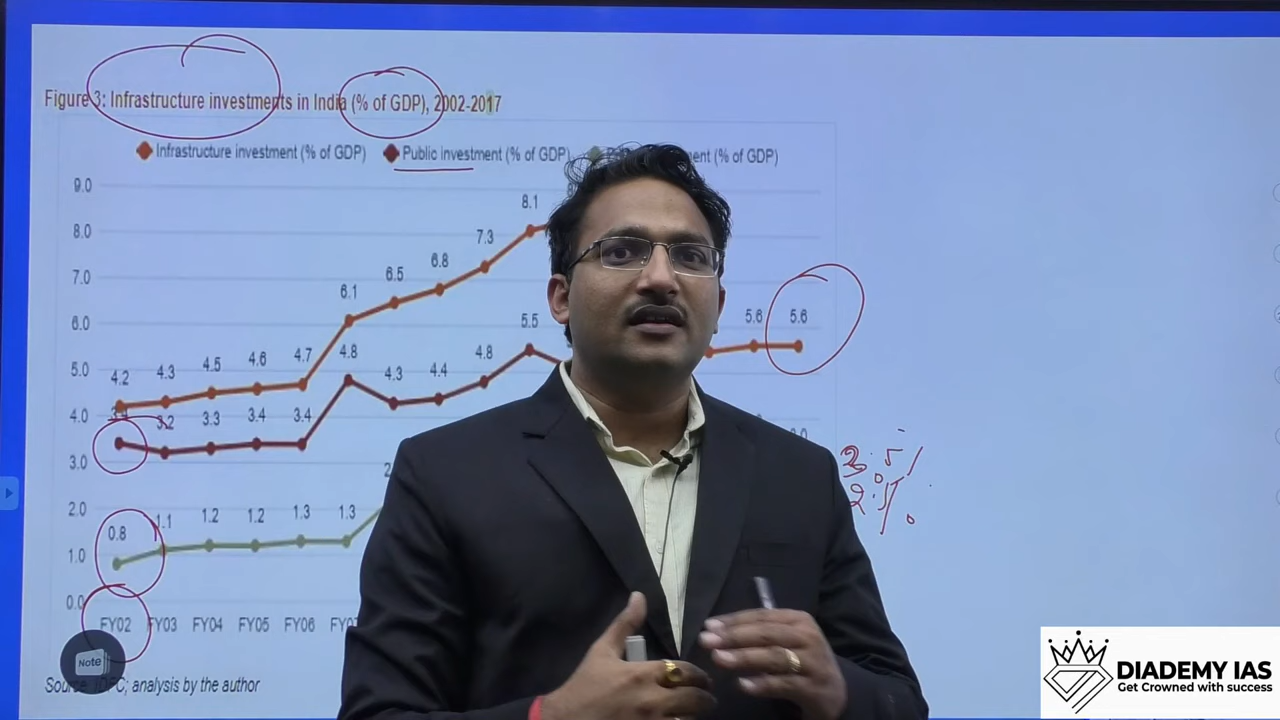 Figure 3: Infrastructure investments in India (% of GDP), 2002-2017
Infrastructure investment (% of GDP) Public investment (% of GDP) (% of GDP)
9.0
8.1
8.0
7.3
7.0
6.8
6.5
6.1
6.0
5.6 5.6
5.5
5.0
4.8 4.8
4.2 4.3 4.5 4.6 4.7
4.3 4.4
4.0
3.4 3.2 3.3 3.4 3.4
3.0
2.0
0.8 1.1 1.2 1.2 1.3 1.3
1.0
0.0
FY02 FY03 FY04 FY05 FY06
Note
Source: IDFC; analysis by the author
DIADEMY IAS
Get Crowned with success